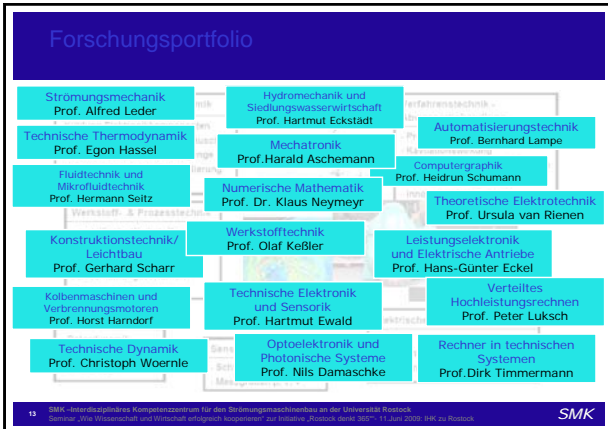 Forschungsportfolio
Strömungsmechanik
Prof. Alfred Leder
Hydromechanik und
Siedlungswasserwirtschaft
Prof. Hartmut Eckstädt
Automatisierungstechnik
Prof. Bernhard Lampe
Technische Thermodynamik
Prof. Egon Hassel
Mechatronik
Prof.Harald Aschemann
Computergraphik
Prof. Heidrun Schumann
Fluidtechnik und
Mikrofluidtechnik
Prof. Hermann Seitz
Numerische Mathematik
Prof. Dr. Klaus Neymeyr
Theoretische Elektrotechnik
Prof. Ursula van Rienen
Werkstoff- & Prozesstechnik
Konstruktionstechnik/
Leichtbau
Prof. Gerhard Scharr
Werkstofftechnik
Prof. Olaf Keßler
Leistungselektronik
und Elektrische Antriebe
Prof. Hans-Günter Eckel
Kolbenmaschinen und
Verbrennungsmotoren
Prof. Horst Harndorf
Technische Elektronik
und Sensorik
Prof. Hartmut Ewald
Verteiltes
Hochleistungsrechnen
Prof. Peter Luksch
Technische Dynamik
Prof. Christoph Woernle
Optoelektronik und
Photonische Systeme
Prof. Nils Damaschke
Rechner in technischen
Systemen
Prof.Dirk Timmermann
13 SMK –Interdisziplinäres Kompetenzzentrum für den Strömungsmaschinenbau an der Universität Rostock
Seminar „Wie Wissenschaft und Wirtschaft erfolgreich kooperieren" zur Initiative „Rostock denkt 365°"- 11.Juni 2009: IHK zu Rostock
SMK